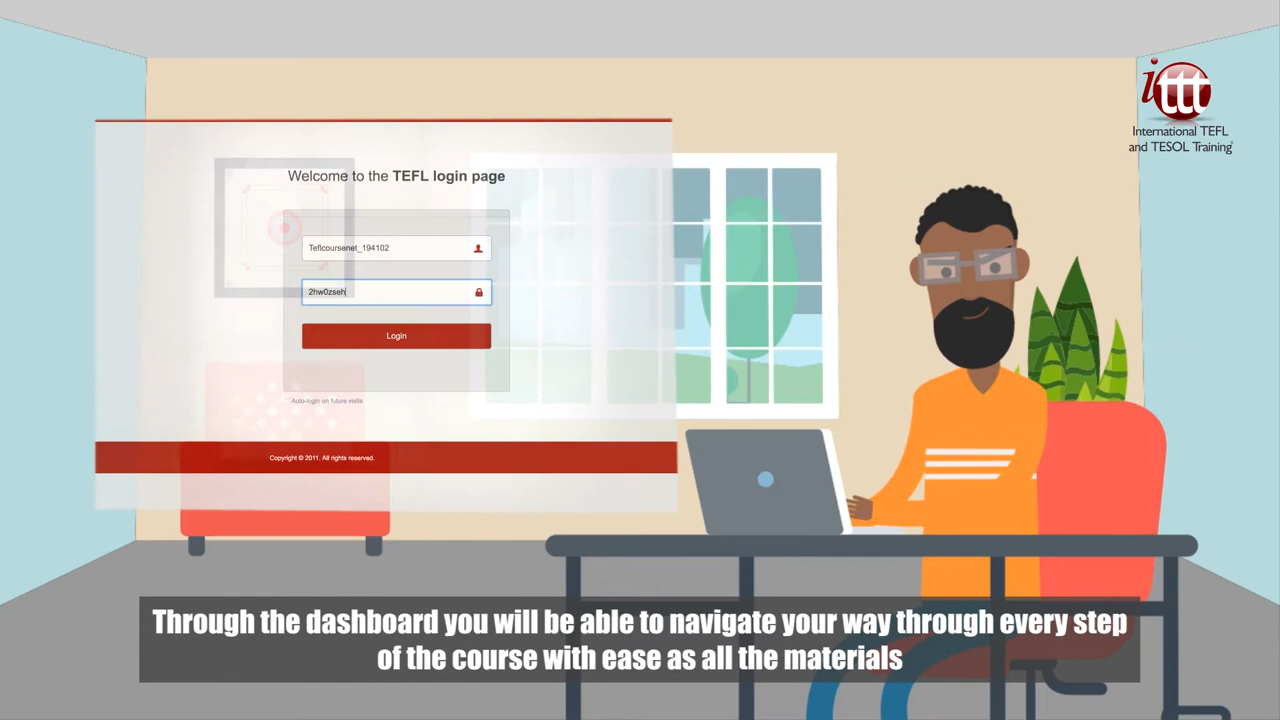 ittt
International TEFL
and TESOL Training
Welcome to the TEFL login page
Teflcoursenet_194102
2hw0zseh
Login
Auto-login on future visits
Copyright © 2011. All rights reserved.
Through the dashboard you will be able to navigate your way through every step
of the course with ease as all the materials